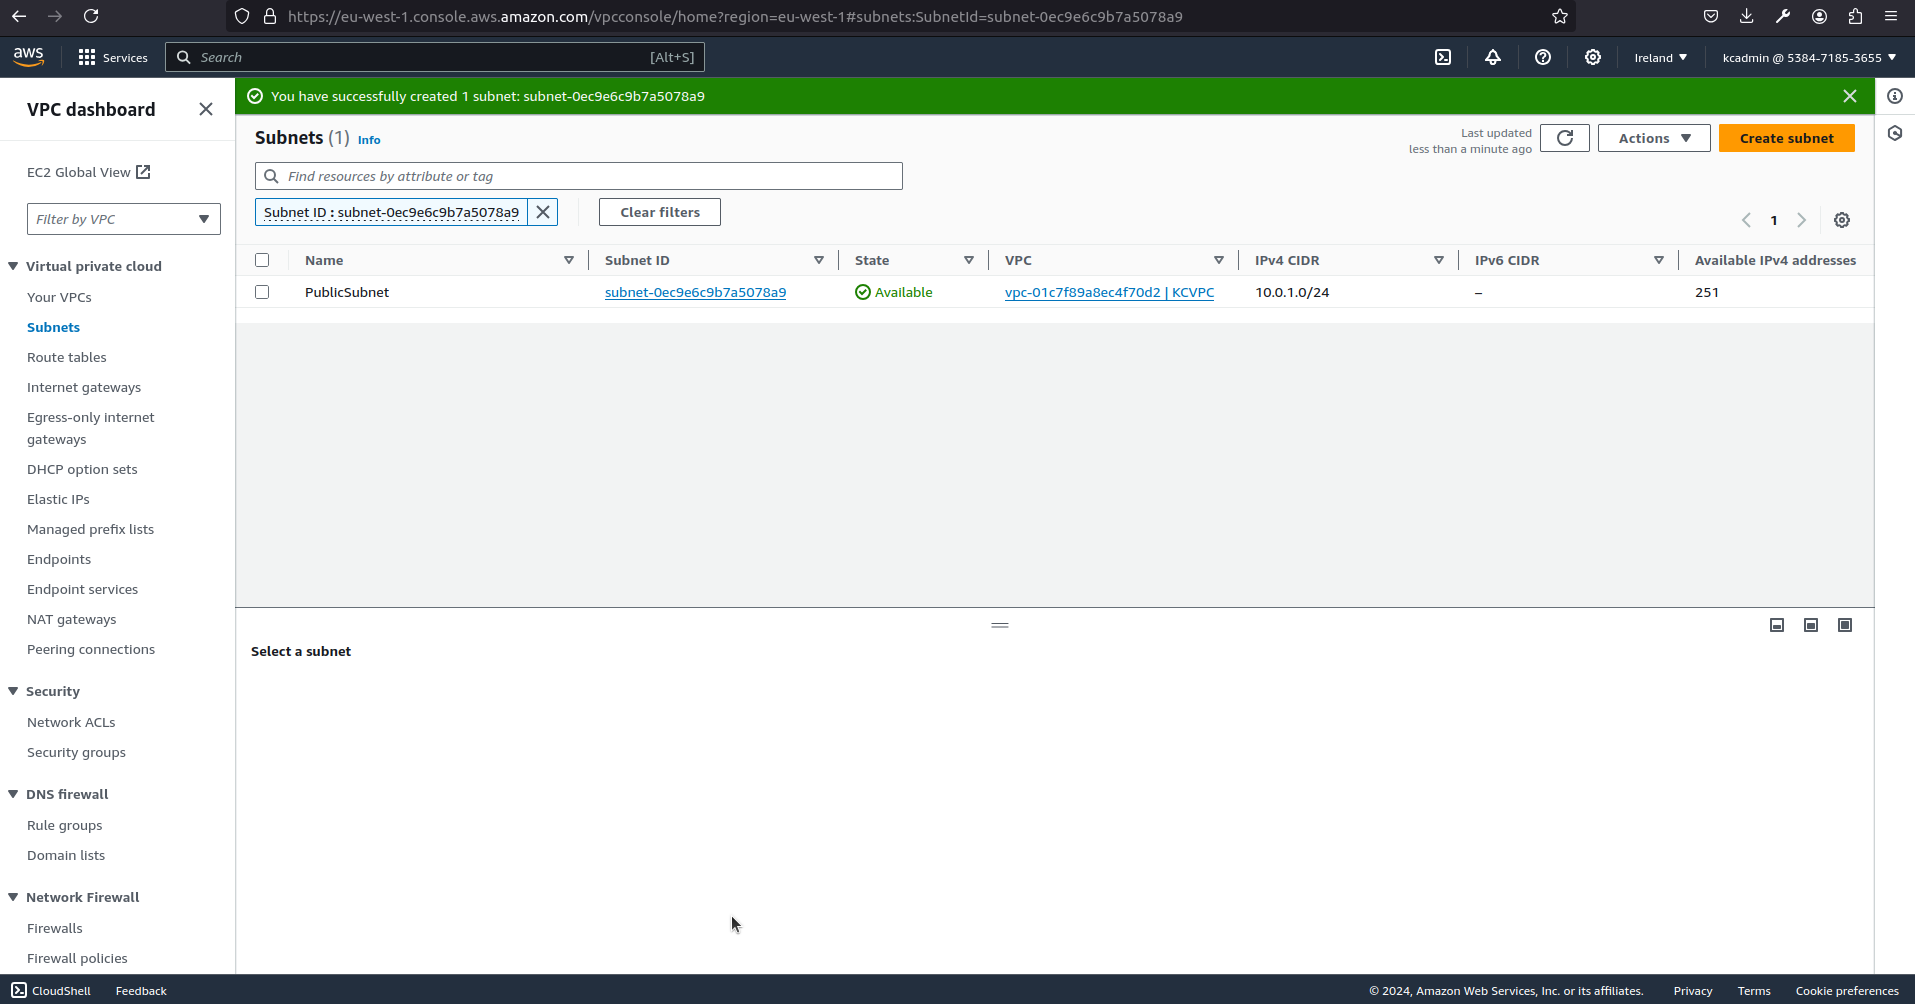 https://eu-west-1.console.aws.amazon.com/vpcconsole/home?region=eu-west-1#subnets:SubnetId=subnet-0ec9e6c9b7a5078a9
aws
Services
Search
[Alt+S]
Ireland
kcadmin @ 5384-7185-3655
VPC dashboard
EC2 Global View
Filter by VPC
Virtual private cloud
Your VPCs
Subnets
Route tables
Internet gateways
Egress-only internet
gateways
DHCP option sets
Elastic IPs
Managed prefix lists
Endpoints
Endpoint services
NAT gateways
Peering connections
Security
Network ACLs
Security groups
DNS firewall
Rule groups
Domain lists
Network Firewall
Firewalls
Firewall policies
You have successfully created 1 subnet: subnet-0ec9e6c9b7a5078a9
Subnets (1) Info
Last updated
less than a minute ago
Actions
Create subnet
Find resources by attribute or tag
Subnet ID : subnet-0ec9e6c9b7a5078a9
Clear filters
1
Name Subnet ID State VPC IPv4 CIDR IPv6 CIDR Available IPv4 addresses
PublicSubnet subnet-0ec9e6c9b7a5078a9 Available vpc-01c7f89a8ec4f70d2 | KCVPC 10.0.1.0/24 – 251
Select a subnet
CloudShell Feedback
© 2024, Amazon Web Services, Inc. or its affiliates. Privacy Terms Cookie preferences